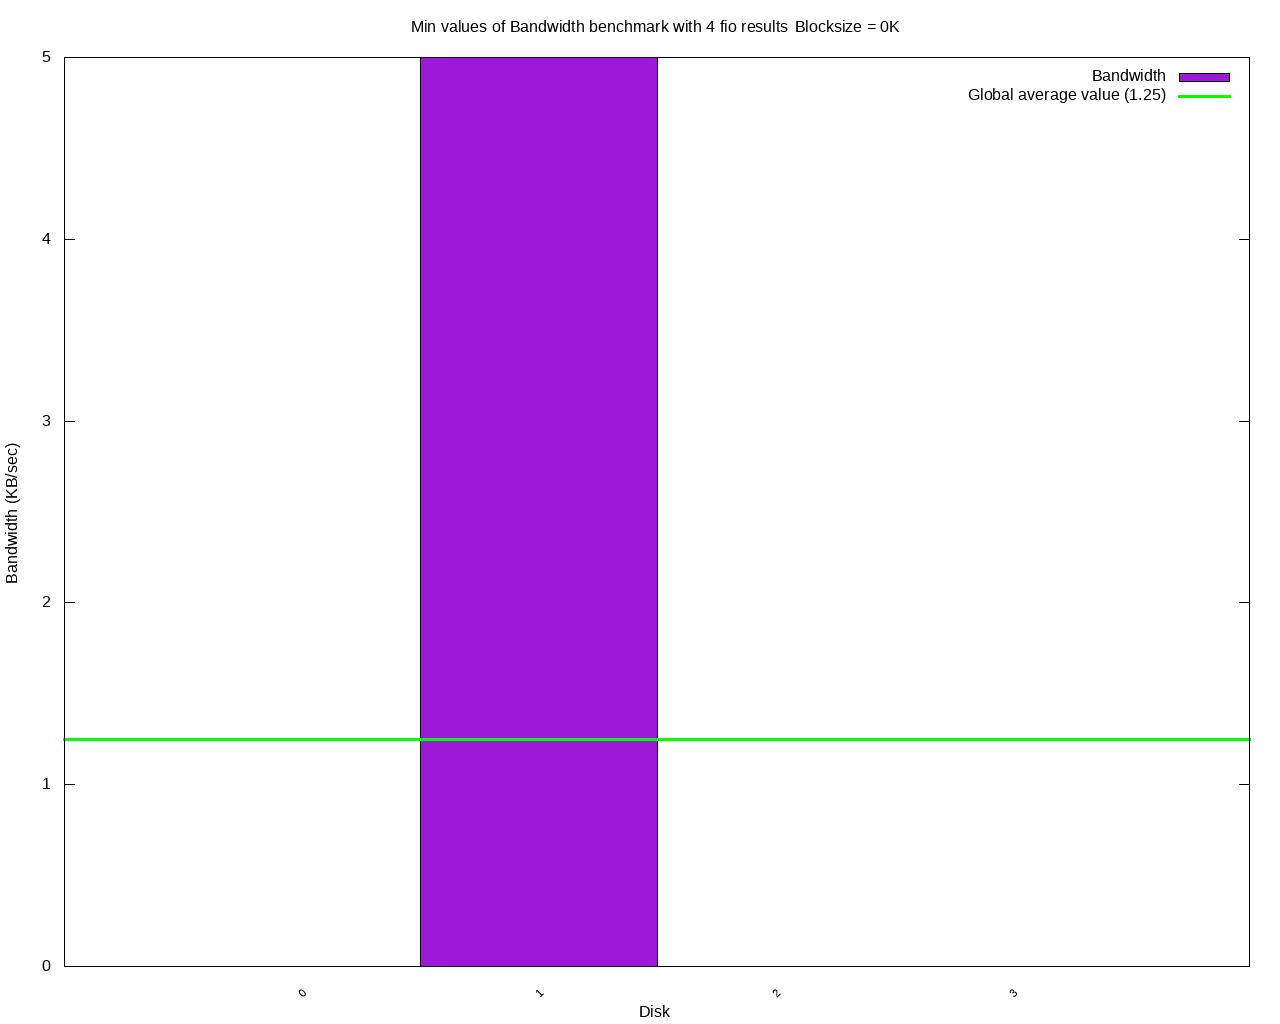 Min values of Bandwidth benchmark with 4 fio results Blocksize = 0K
5
Bandwidth
Global average value (1.25)
4
3
Bandwidth (KB/sec)
2
1
0
0 1 2 3
Disk